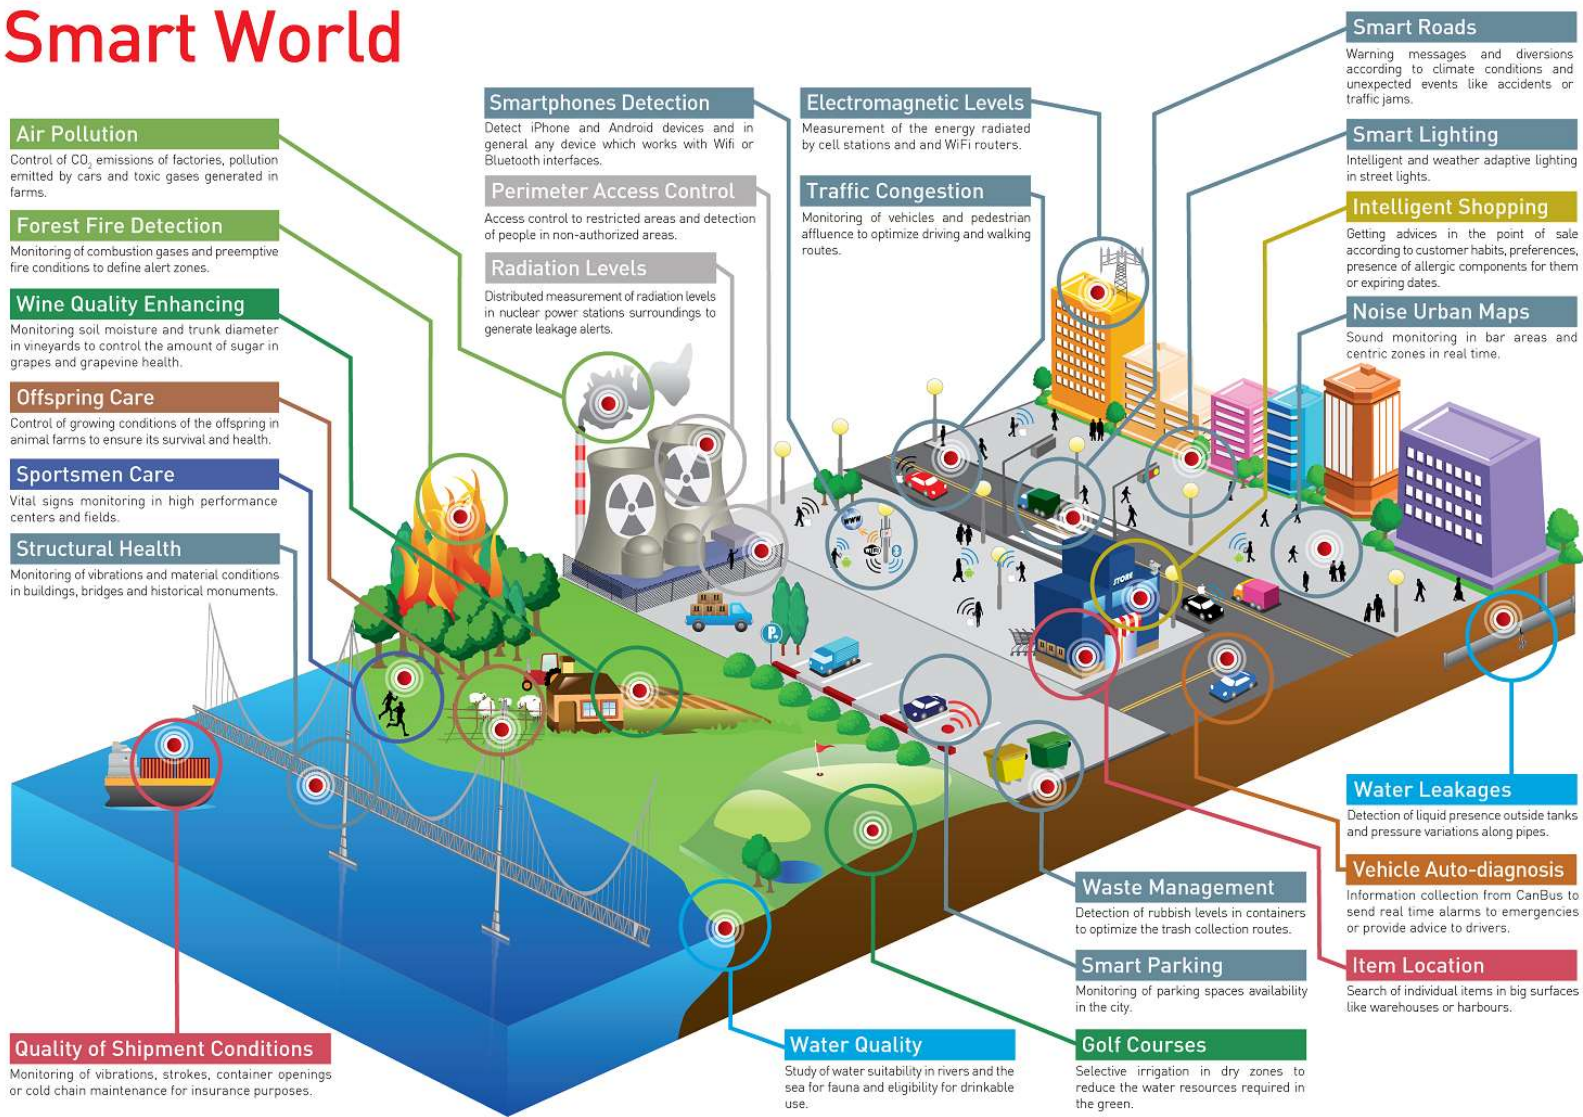 Smart World
Air Pollution
Control of CO₂ emissions of factories, pollution
emitted by cars and toxic gases generated in
farms.
Forest Fire Detection
Monitoring of combustion gases and preemptive
fire conditions to define alert zones.
Wine Quality Enhancing
Monitoring soil moisture and trunk diameter
in vineyards to control the amount of sugar in
grapes and grapevine health.
Offspring Care
Control of growing conditions of the offspring in
animal farms to ensure its survival and health.
Sportsmen Care
Vital signs monitoring in high performance
centers and fields.
Structural Health
Monitoring of vibrations and material conditions
in buildings, bridges and historical monuments.
Quality of Shipment Conditions
Monitoring of vibrations, strokes, container openings
or cold chain maintenance for insurance purposes.
Smartphones Detection
Detect iPhone and Android devices and in
general any device which works with Wifi or
Bluetooth interfaces.
Perimeter Access Control
Access control to restricted areas and detection
of people in non-authorized areas.
Radiation Levels
Distributed measurement of radiation levels
in nuclear power stations surroundings to
generate leakage alerts.
Electromagnetic Levels
Measurement of the energy radiated
by cell stations and and WiFi routers.
Traffic Congestion
Monitoring of vehicles and pedestrian
affluence to optimize driving and walking
routes.
Smart Roads
Warning messages and diversions
according to climate conditions and
unexpected events like accidents or
traffic jams.
Smart Lighting
Intelligent and weather adaptive lighting
in street lights.
Intelligent Shopping
Getting advices in the point of sale
according to customer habits, preferences,
presence of allergic components for them
or expiring dates.
Noise Urban Maps
Sound monitoring in bar areas and
centric zones in real time.
WWW
WiFi
STORE
P
Water Leakages
Detection of liquid presence outside tanks
and pressure variations along pipes.
Vehicle Auto-diagnosis
Information collection from CanBus to
send real time alarms to emergencies
or provide advice to drivers.
Item Location
Search of individual items in big surfaces
like warehouses or harbours.
Waste Management
Detection of rubbish levels in containers
to optimize the trash collection routes.
Smart Parking
Monitoring of parking spaces availability
in the city.
Golf Courses
Selective irrigation in dry zones to
reduce the water resources required in
the green.
Water Quality
Study of water suitability in rivers and the
sea for fauna and eligibility for drinkable
use.